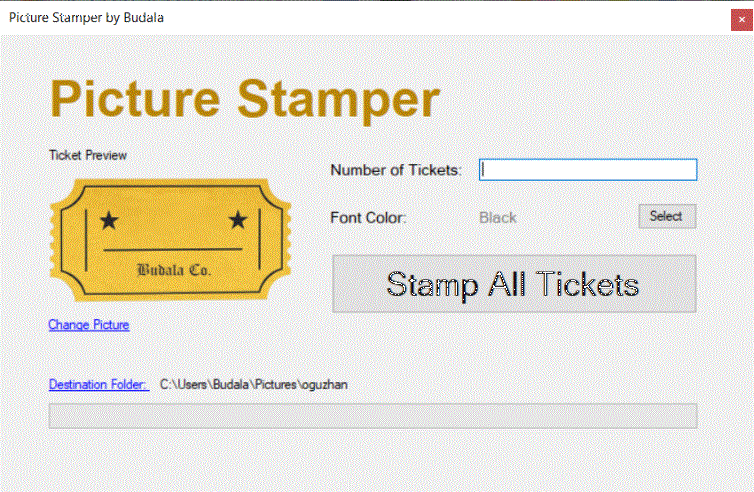 Picture Stamper by Budala
Picture Stamper
Ticket Preview
Budala Co.
Change Picture
Number of Tickets:
Font Color: Black Select
Stamp All Tickets
Destination Folder: C:\Users\Budala\Pictures\oguzhan